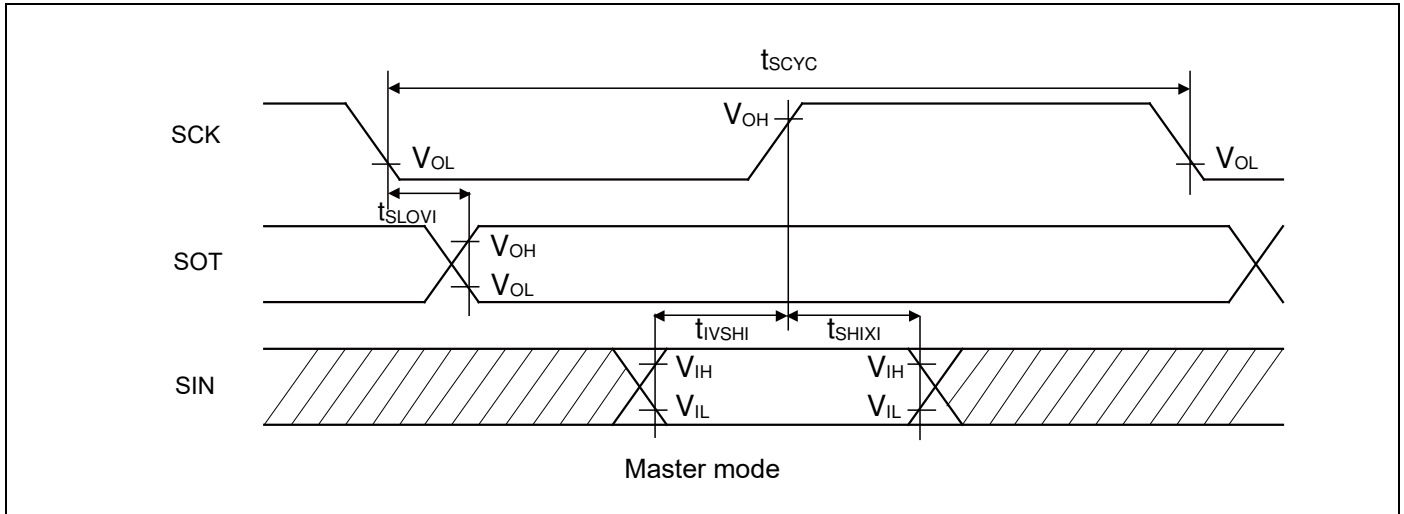 tSCYC
SCK
VOH
VOL
VOL
tSLOVI
SOT
VOH
VOL
tIVSHI
tSHIXI
SIN
VIH
VIH
VIL
VIL
Master mode